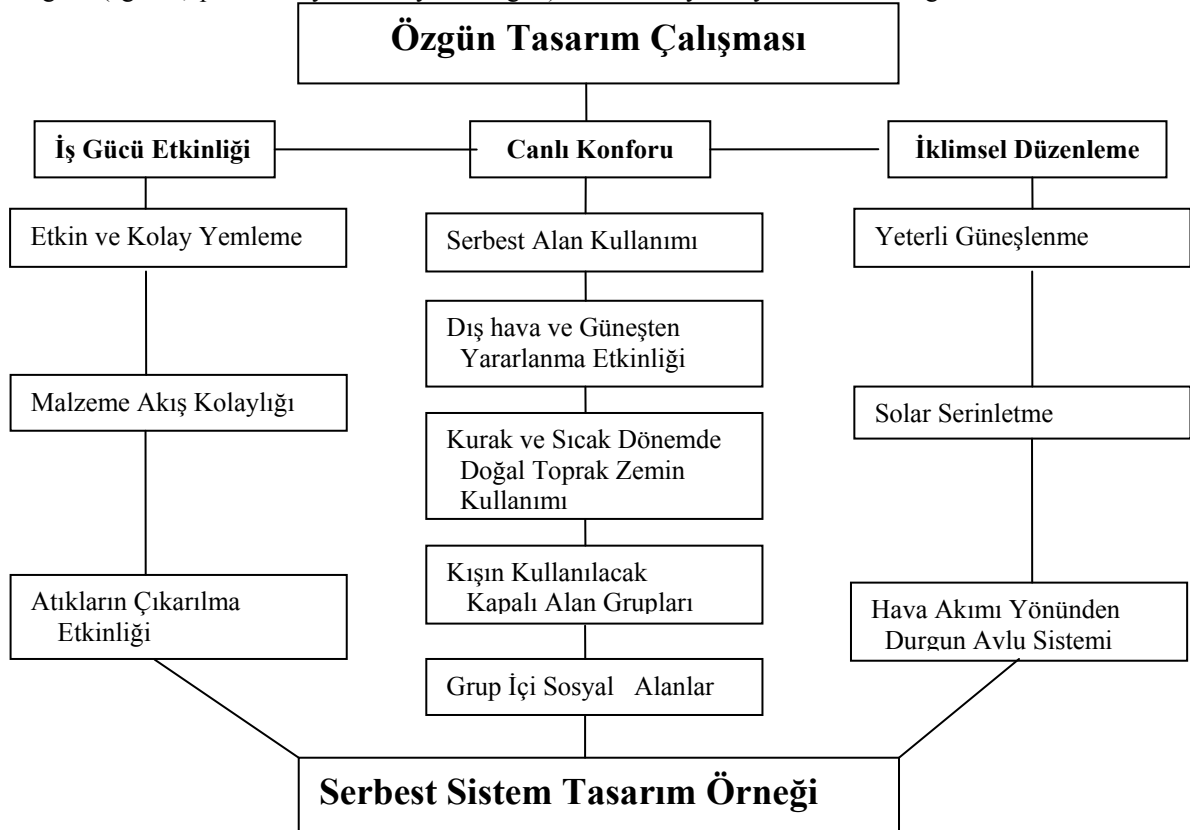 Özgün Tasarım Çalışması
İş Gücü Etkinliği
Canlı Konforu
İklimsel Düzenleme
Etkin ve Kolay Yemleme
Malzeme Akış Kolaylığı
Atıkların Çıkarılma
Etkinliği
Serbest Alan Kullanımı
Dış hava ve Güneşten
Yararlanma Etkinliği
Kurak ve Sıcak Dönemde
Doğal Toprak Zemin
Kullanımı
Kışın Kullanılacak
Kapalı Alan Grupları
Grup İçi Sosyal Alanlar
Yeterli Güneşlenme
Solar Serinletme
Hava Akımı Yönünden
Durgun Avlu Sistemi
Serbest Sistem Tasarım Örneği